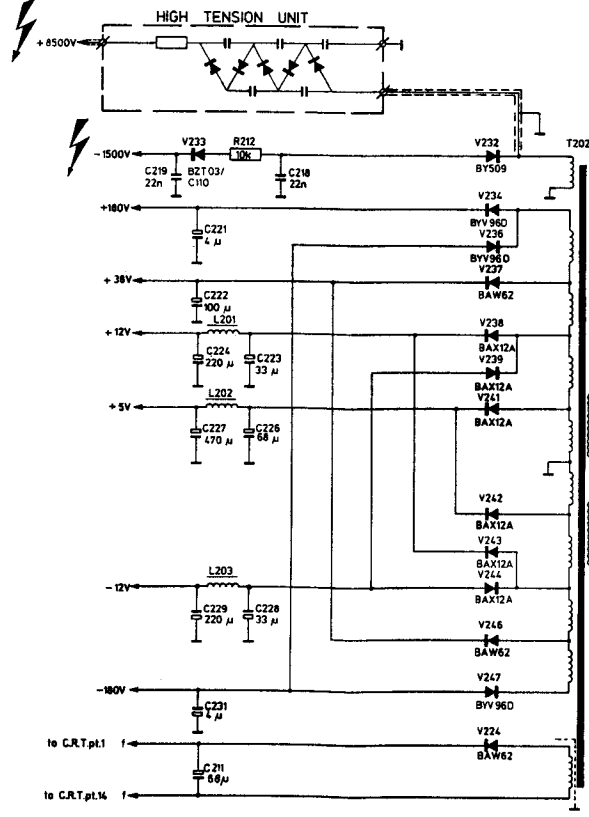 HIGH TENSION UNIT
+8500V
-1500V
V233
BZT03/
C110
R212
10k
C219
22n
C218
22n
V232
BY509
T202
+180V
C221
4 µ
V234
BYV96D
V236
BYV96D
+36V
C222
100 µ
V237
BAW62
+12V
L201
C224
220 µ
C223
33 µ
V238
BAX12A
V239
BAX12A
+5V
L202
C227
470 µ
C226
68 µ
V241
BAX12A
V242
BAX12A
V243
BAX12A
-12V
L203
C229
220 µ
C228
33 µ
V244
BAX12A
V246
BAW62
-180V
C231
4 µ
V247
BYV96D
to C.R.T.pt.1 f
V224
BAW62
C211
68µ
to C.R.T.pt.14 f